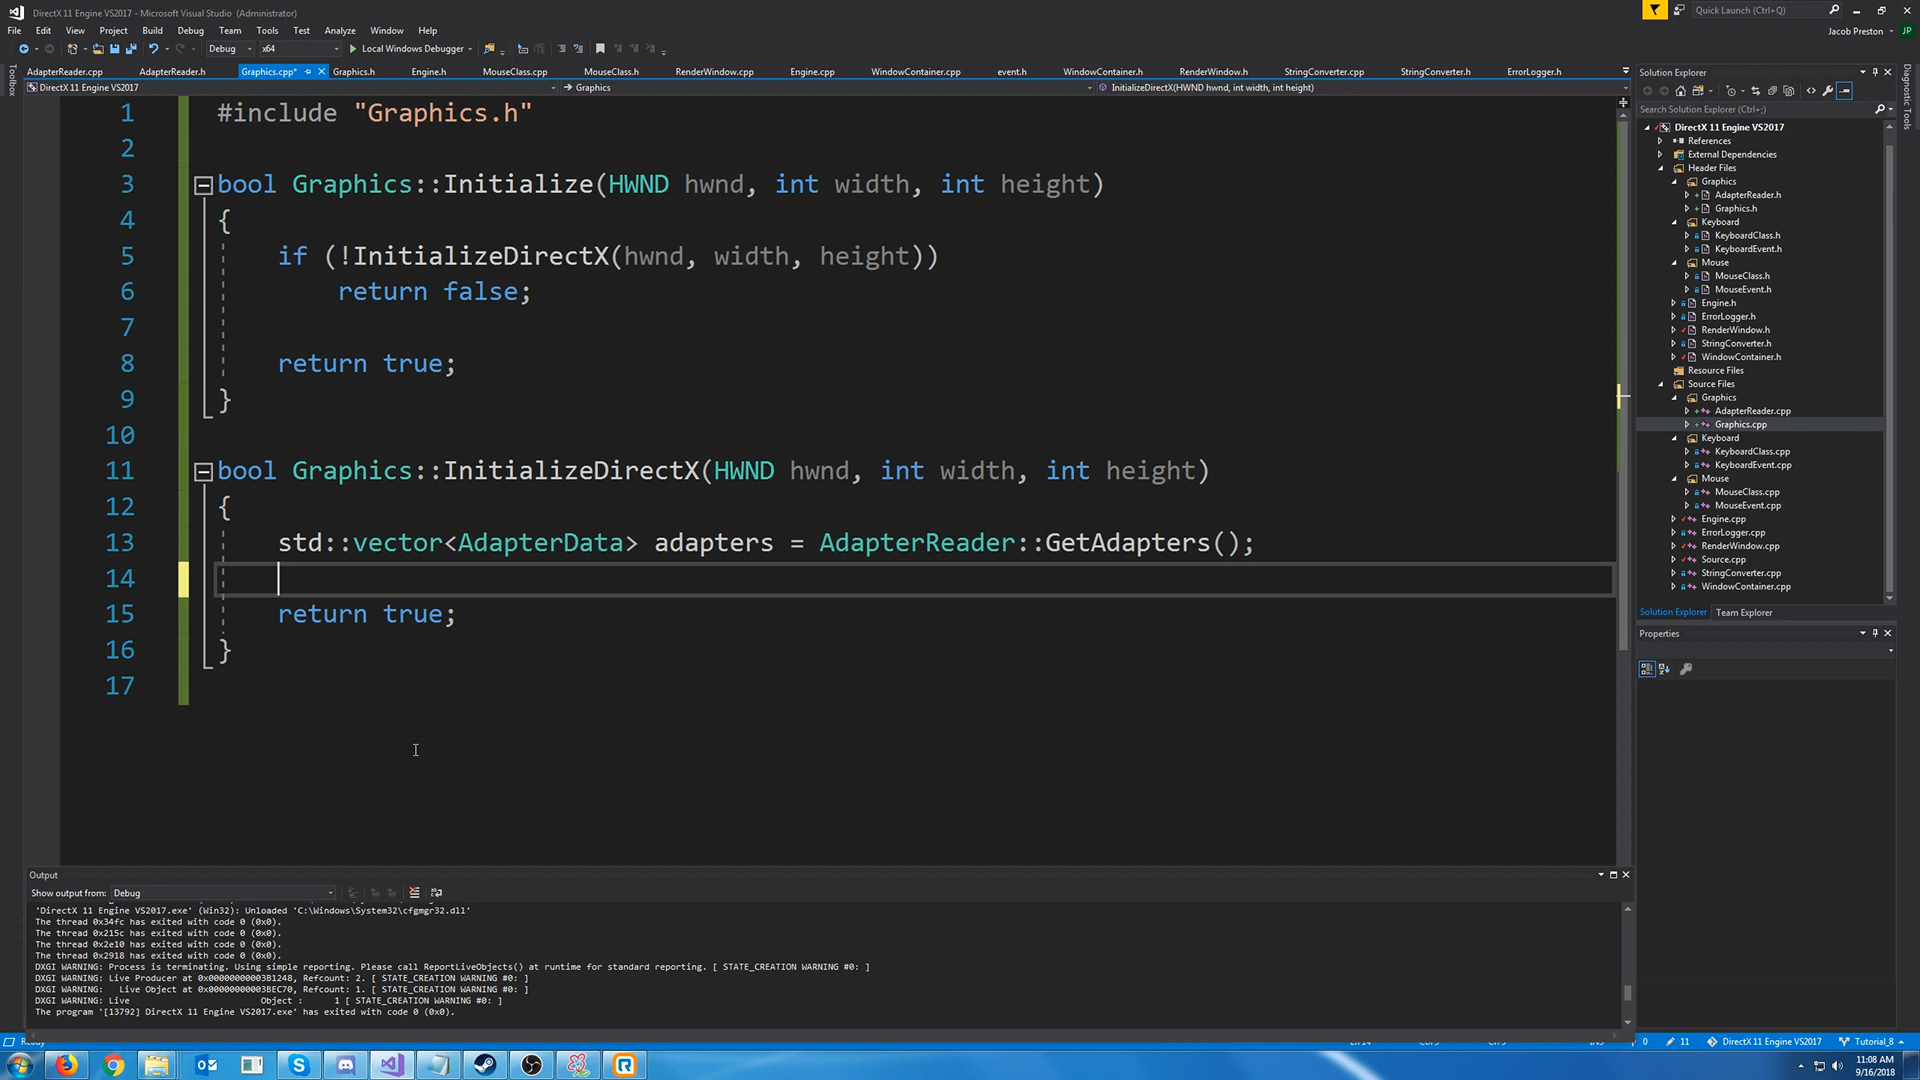 DirectX 11 Engine VS2017 - Microsoft Visual Studio (Administrator)
Quick Launch (Ctrl+Q)
File Edit View Project Build Debug Team Tools Test Analyze Window Help
Jacob Preston JP
Debug x64 Local Windows Debugger
Toolbox
AdapterReader.cpp AdapterReader.h Graphics.cpp* Graphics.h Engine.h MouseClass.cpp MouseClass.h RenderWindow.cpp Engine.cpp WindowContainer.cpp event.h WindowContainer.h RenderWindow.h StringConverter.cpp StringConverter.h ErrorLogger.h
DirectX 11 Engine VS2017 Graphics InitializeDirectX(HWND hwnd, int width, int height)
1 #include "Graphics.h"
2
3 bool Graphics::Initialize(HWND hwnd, int width, int height)
4 {
5 if (!InitializeDirectX(hwnd, width, height))
6 return false;
7
8 return true;
9 }
10
11 bool Graphics::InitializeDirectX(HWND hwnd, int width, int height)
12 {
13 std::vector<AdapterData> adapters = AdapterReader::GetAdapters();
14
15 return true;
16 }
17
Solution Explorer
Search Solution Explorer (Ctrl+;)
DirectX 11 Engine VS2017
References
External Dependencies
Header Files
Graphics
AdapterReader.h
Graphics.h
Keyboard
KeyboardClass.h
KeyboardEvent.h
Mouse
MouseClass.h
MouseEvent.h
Engine.h
ErrorLogger.h
RenderWindow.h
StringConverter.h
WindowContainer.h
Resource Files
Source Files
Graphics
AdapterReader.cpp
Graphics.cpp
Keyboard
KeyboardClass.cpp
KeyboardEvent.cpp
Mouse
MouseClass.cpp
MouseEvent.cpp
Engine.cpp
ErrorLogger.cpp
RenderWindow.cpp
Source.cpp
StringConverter.cpp
WindowContainer.cpp
Solution Explorer Team Explorer
Properties
Diagnostic Tools
Output
Show output from: Debug
'DirectX 11 Engine VS2017.exe' (Win32): Unloaded 'C:\Windows\System32\cfgmgr32.dll'
The thread 0x34fc has exited with code 0 (0x0).
The thread 0x215c has exited with code 0 (0x0).
The thread 0x2e10 has exited with code 0 (0x0).
The thread 0x2918 has exited with code 0 (0x0).
DXGI WARNING: Process is terminating. Using simple reporting. Please call ReportLiveObjects() at runtime for standard reporting. [ STATE_CREATION WARNING #0: ]
DXGI WARNING: Live Producer at 0x00000000003B1248, Refcount: 2. [ STATE_CREATION WARNING #0: ]
DXGI WARNING: Live Object at 0x00000000003BEC70, Refcount: 1. [ STATE_CREATION WARNING #0: ]
DXGI WARNING: Live Object : 1 [ STATE_CREATION WARNING #0: ]
The program '[13792] DirectX 11 Engine VS2017.exe' has exited with code 0 (0x0).
0 11 DirectX 11 Engine VS2017 Tutorial_8
11:08 AM
9/16/2018